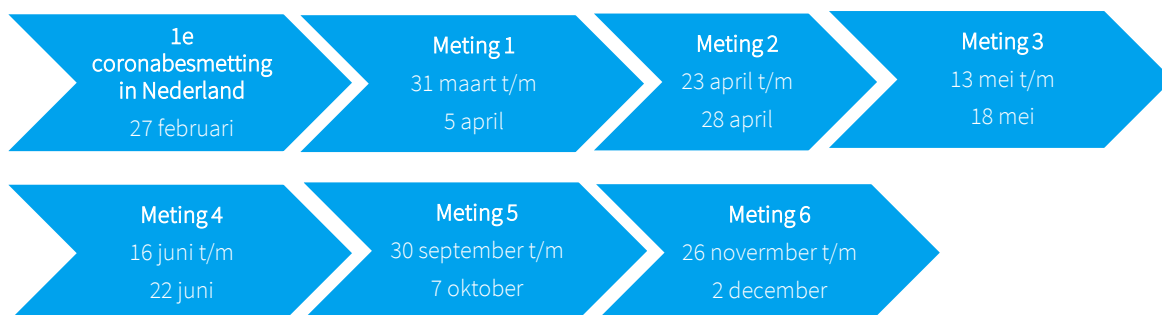 1e
coronabesmetting
in Nederland
27 februari
Meting 1
31 maart t/m
5 april
Meting 2
23 april t/m
28 april
Meting 3
13 mei t/m
18 mei
Meting 4
16 juni t/m
22 juni
Meting 5
30 september t/m
7 oktober
Meting 6
26 novermber t/m
2 december